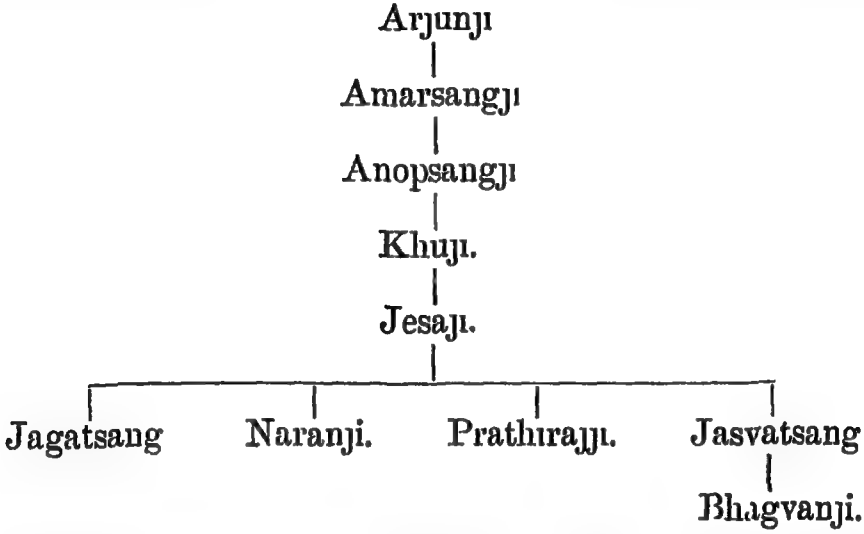 Arjunji
Amarsangji
Anopsangji
Khuji.
Jesaji.
Jagatsang Naranji. Prathirajji. Jasvatsang
Bhagvanji.